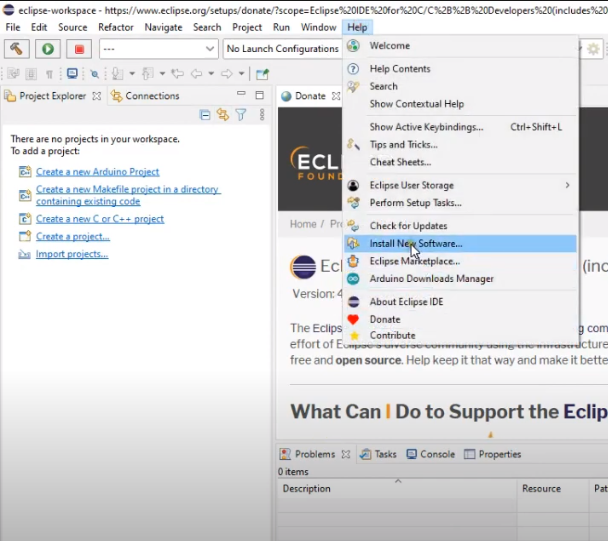 eclipse-workspace - https://www.eclipse.org/setups/donate/?scope=Eclipse%20IDE%20for%20C/C%2B%2B%20Developers%20(includes%20
File Edit Source Refactor Navigate Search Project Run Window Help
---
No Launch Configurations
Project Explorer
Connections
There are no projects in your workspace.
To add a project:
Create a new Arduino Project
Create a new Makefile project in a directory
containing existing code
Create a new C or C++ project
Create a project...
Import projects...
Welcome
Help Contents
Search
Show Contextual Help
Show Active Keybindings... Ctrl+Shift+L
Tips and Tricks...
Cheat Sheets...
Eclipse User Storage
Perform Setup Tasks...
Check for Updates
Install New Software...
Eclipse Marketplace...
Arduino Downloads Manager
About Eclipse IDE
Donate
Contribute
Donate
ECL
FOUN
Home / Pr
Ec (inc
Version: 4
The Eclips g com
effort of Eclipse's diverse community using the infrastructure
free and open source. Help keep it that way and make it bette
What Can I Do to Support the Eclip
Problems Tasks Console Properties
0 items
Description Resource Pat